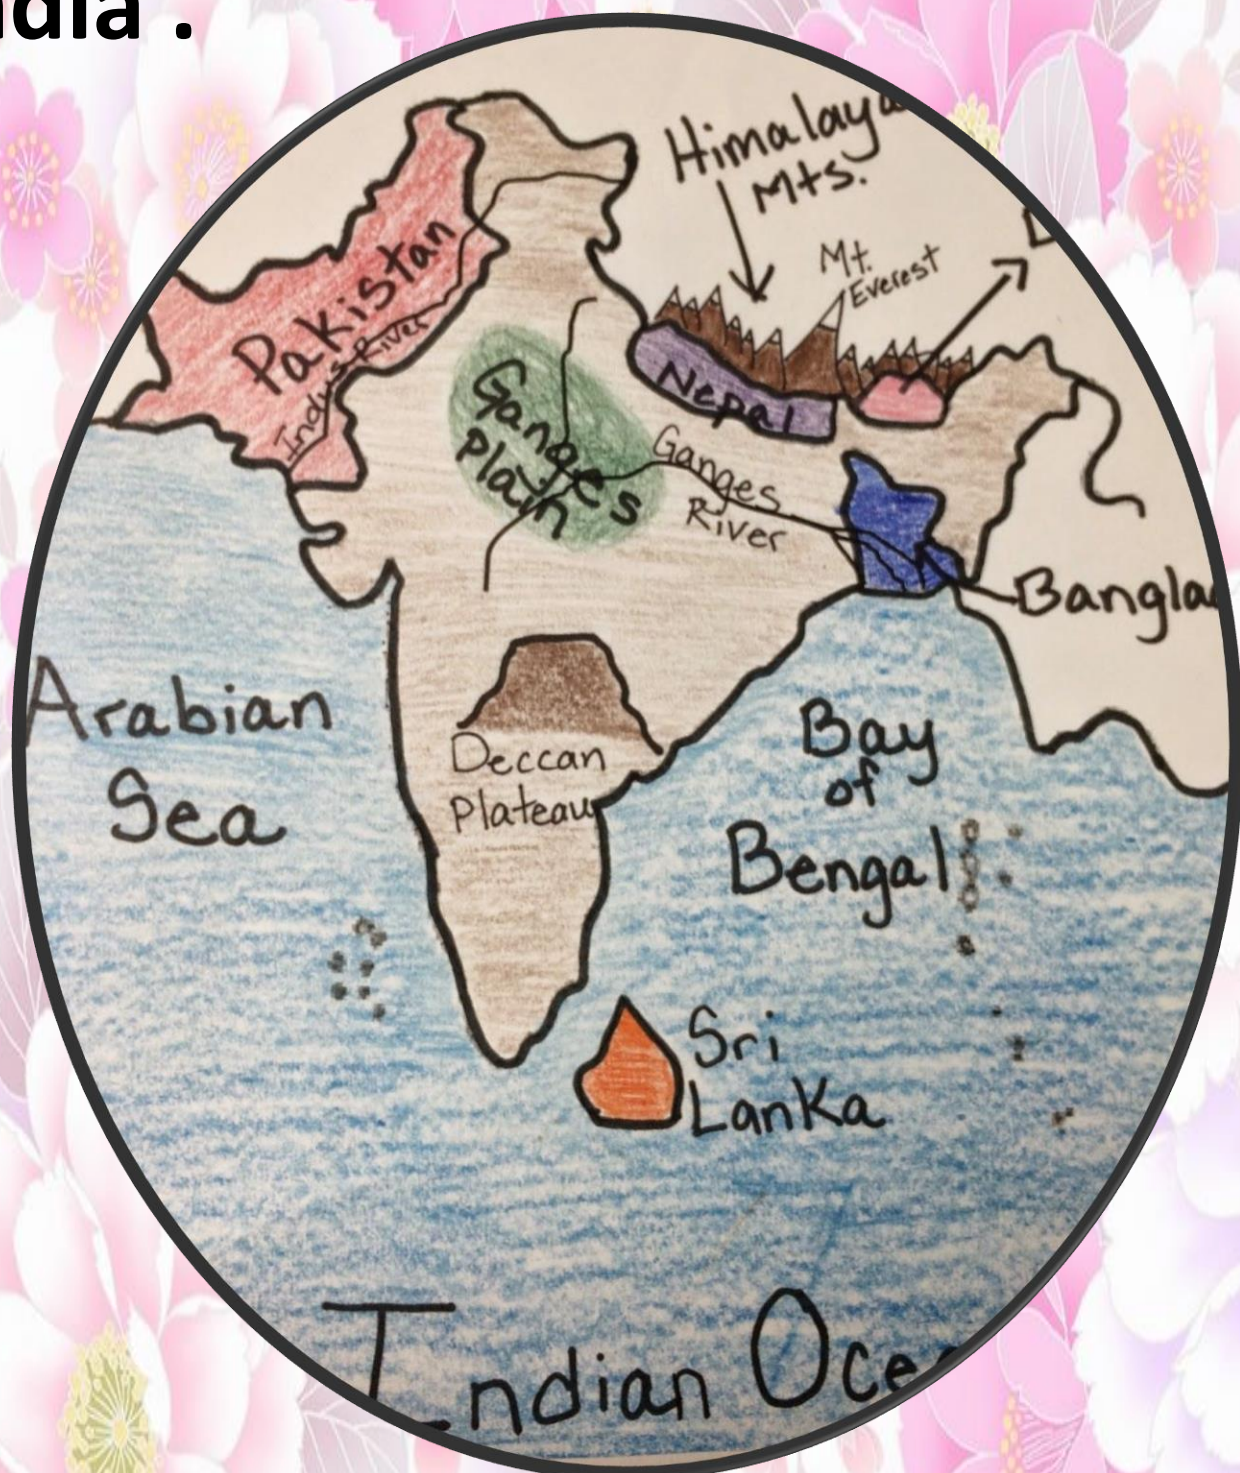 ndia .
Himalaya
Mts.
Mt.
Everest
Pakistan
Indus River
Nepal
Ganges
Plain
Ganges
River
Bangla
Arabian
Sea
Deccan
Plateau
Bay
of
Bengal
Sri
Lanka
Indian Ocea